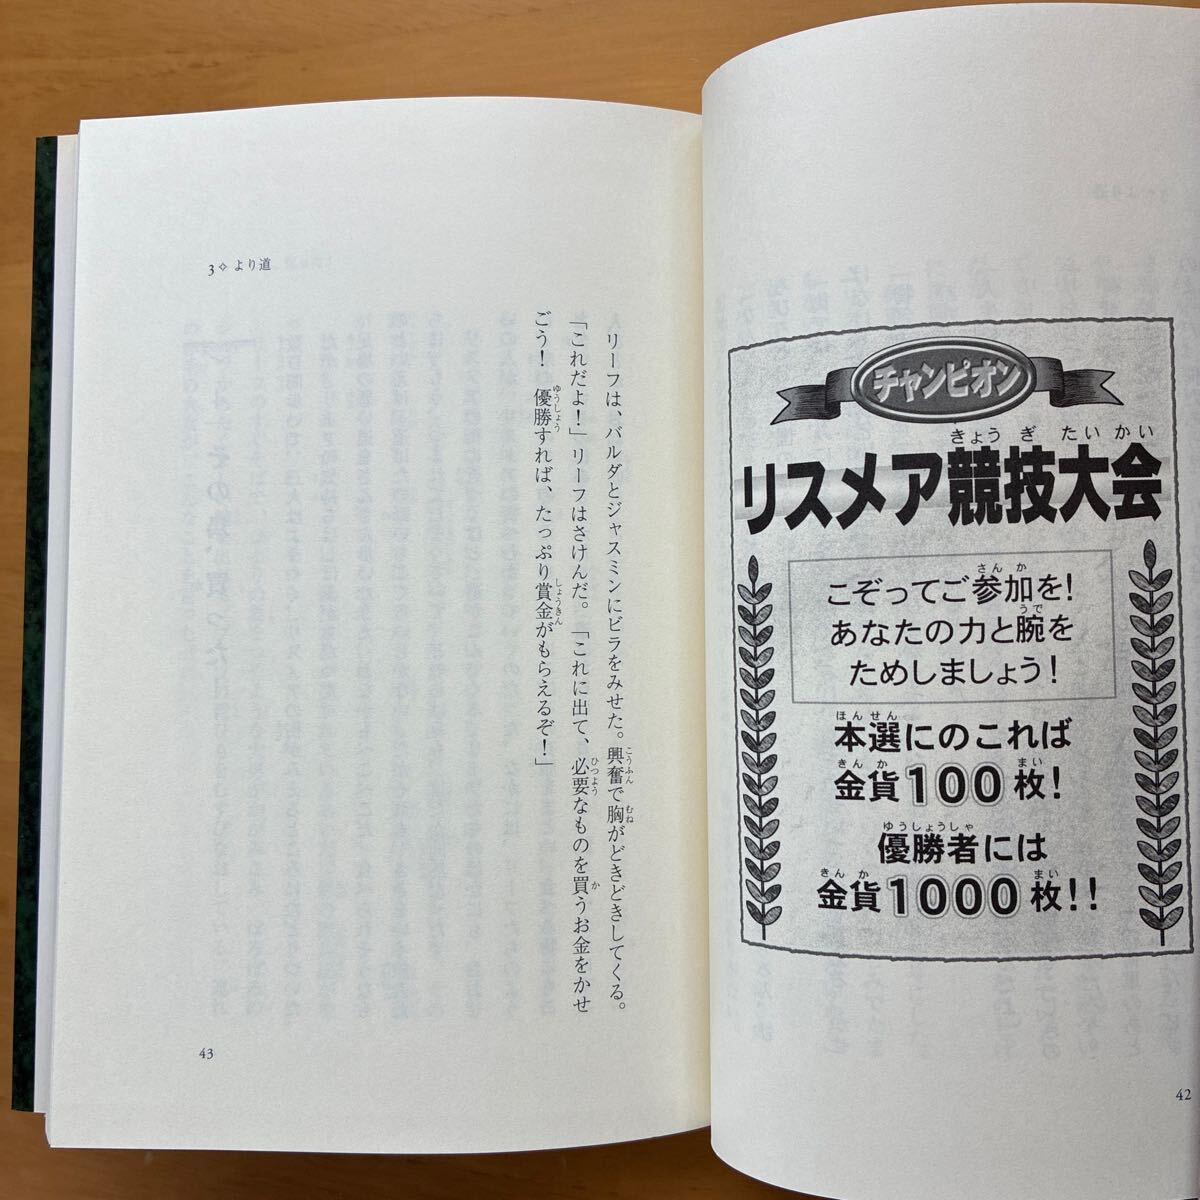 チャンピオン
リスメア競技大会
こぞってご参加を!
あなたの力と腕を
ためしましょう!
本選にのこれば
金貨100枚!
優勝者には
金貨1000枚!!
42
3✧より道
リーフは、バルダとジャスミンにビラをみせた。興奮で胸がどきどきしてくる。
「これだよ!」リーフはさけんだ。「これに出て、必要なものを買うお金をかせ
ごう! 優勝すれば、たっぷり賞金がもらえるぞ!」
43